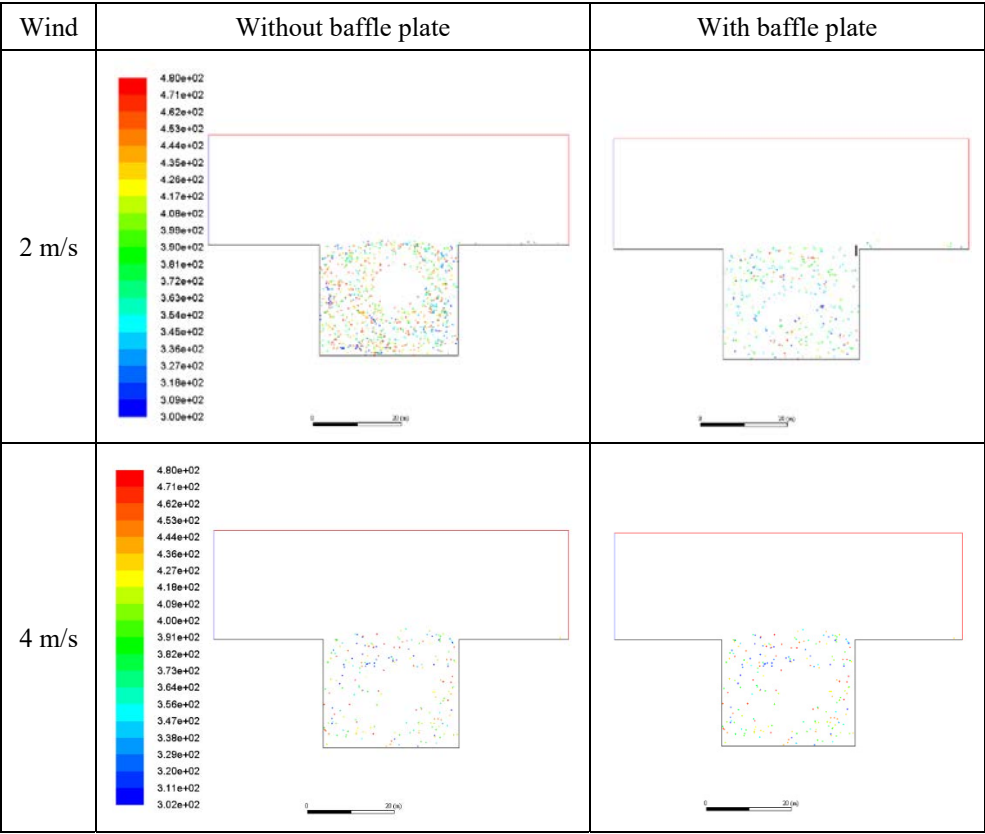 Wind
Without baffle plate
With baffle plate
2 m/s
4.80e+02
4.71e+02
4.62e+02
4.53e+02
4.44e+02
4.35e+02
4.26e+02
4.17e+02
4.08e+02
3.99e+02
3.90e+02
3.81e+02
3.72e+02
3.63e+02
3.54e+02
3.45e+02
3.36e+02
3.27e+02
3.18e+02
3.09e+02
3.00e+02
0 20 (m)
0 20 (m)
4 m/s
4.80e+02
4.71e+02
4.62e+02
4.53e+02
4.44e+02
4.36e+02
4.27e+02
4.18e+02
4.09e+02
4.00e+02
3.91e+02
3.82e+02
3.73e+02
3.64e+02
3.56e+02
3.47e+02
3.38e+02
3.29e+02
3.20e+02
3.11e+02
3.02e+02
0 20 (m)
0 20 (m)